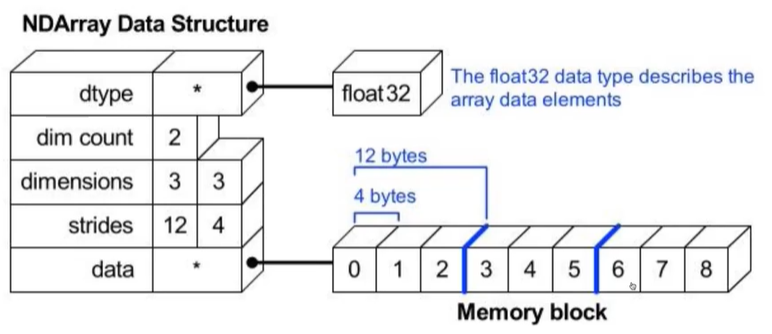 NDArray Data Structure
dtype *
float32
The float32 data type describes the
array data elements
dim count 2
dimensions 3 3
strides 12 4
data *
12 bytes
4 bytes
0 1 2 3 4 5 6 7 8
Memory block